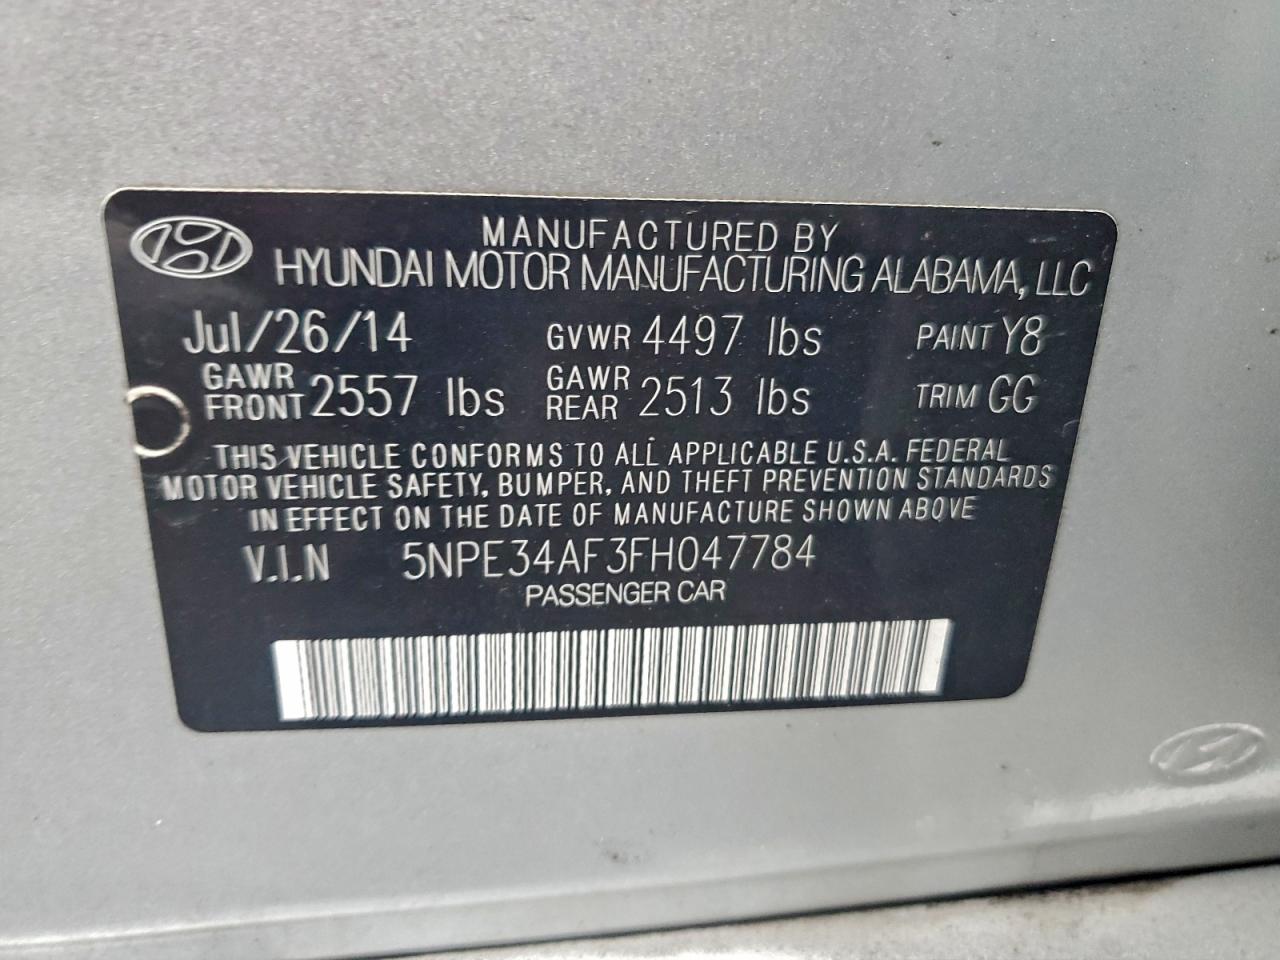 MANUFACTURED BY
HYUNDAI MOTOR MANUFACTURING ALABAMA, LLC
Jul/26/14 GVWR 4497 lbs PAINT Y8
GAWR FRONT 2557 lbs GAWR REAR 2513 lbs TRIM GG
THIS VEHICLE CONFORMS TO ALL APPLICABLE U.S.A. FEDERAL
MOTOR VEHICLE SAFETY, BUMPER, AND THEFT PREVENTION STANDARDS
IN EFFECT ON THE DATE OF MANUFACTURE SHOWN ABOVE
V.I.N 5NPE34AF3FH047784
PASSENGER CAR